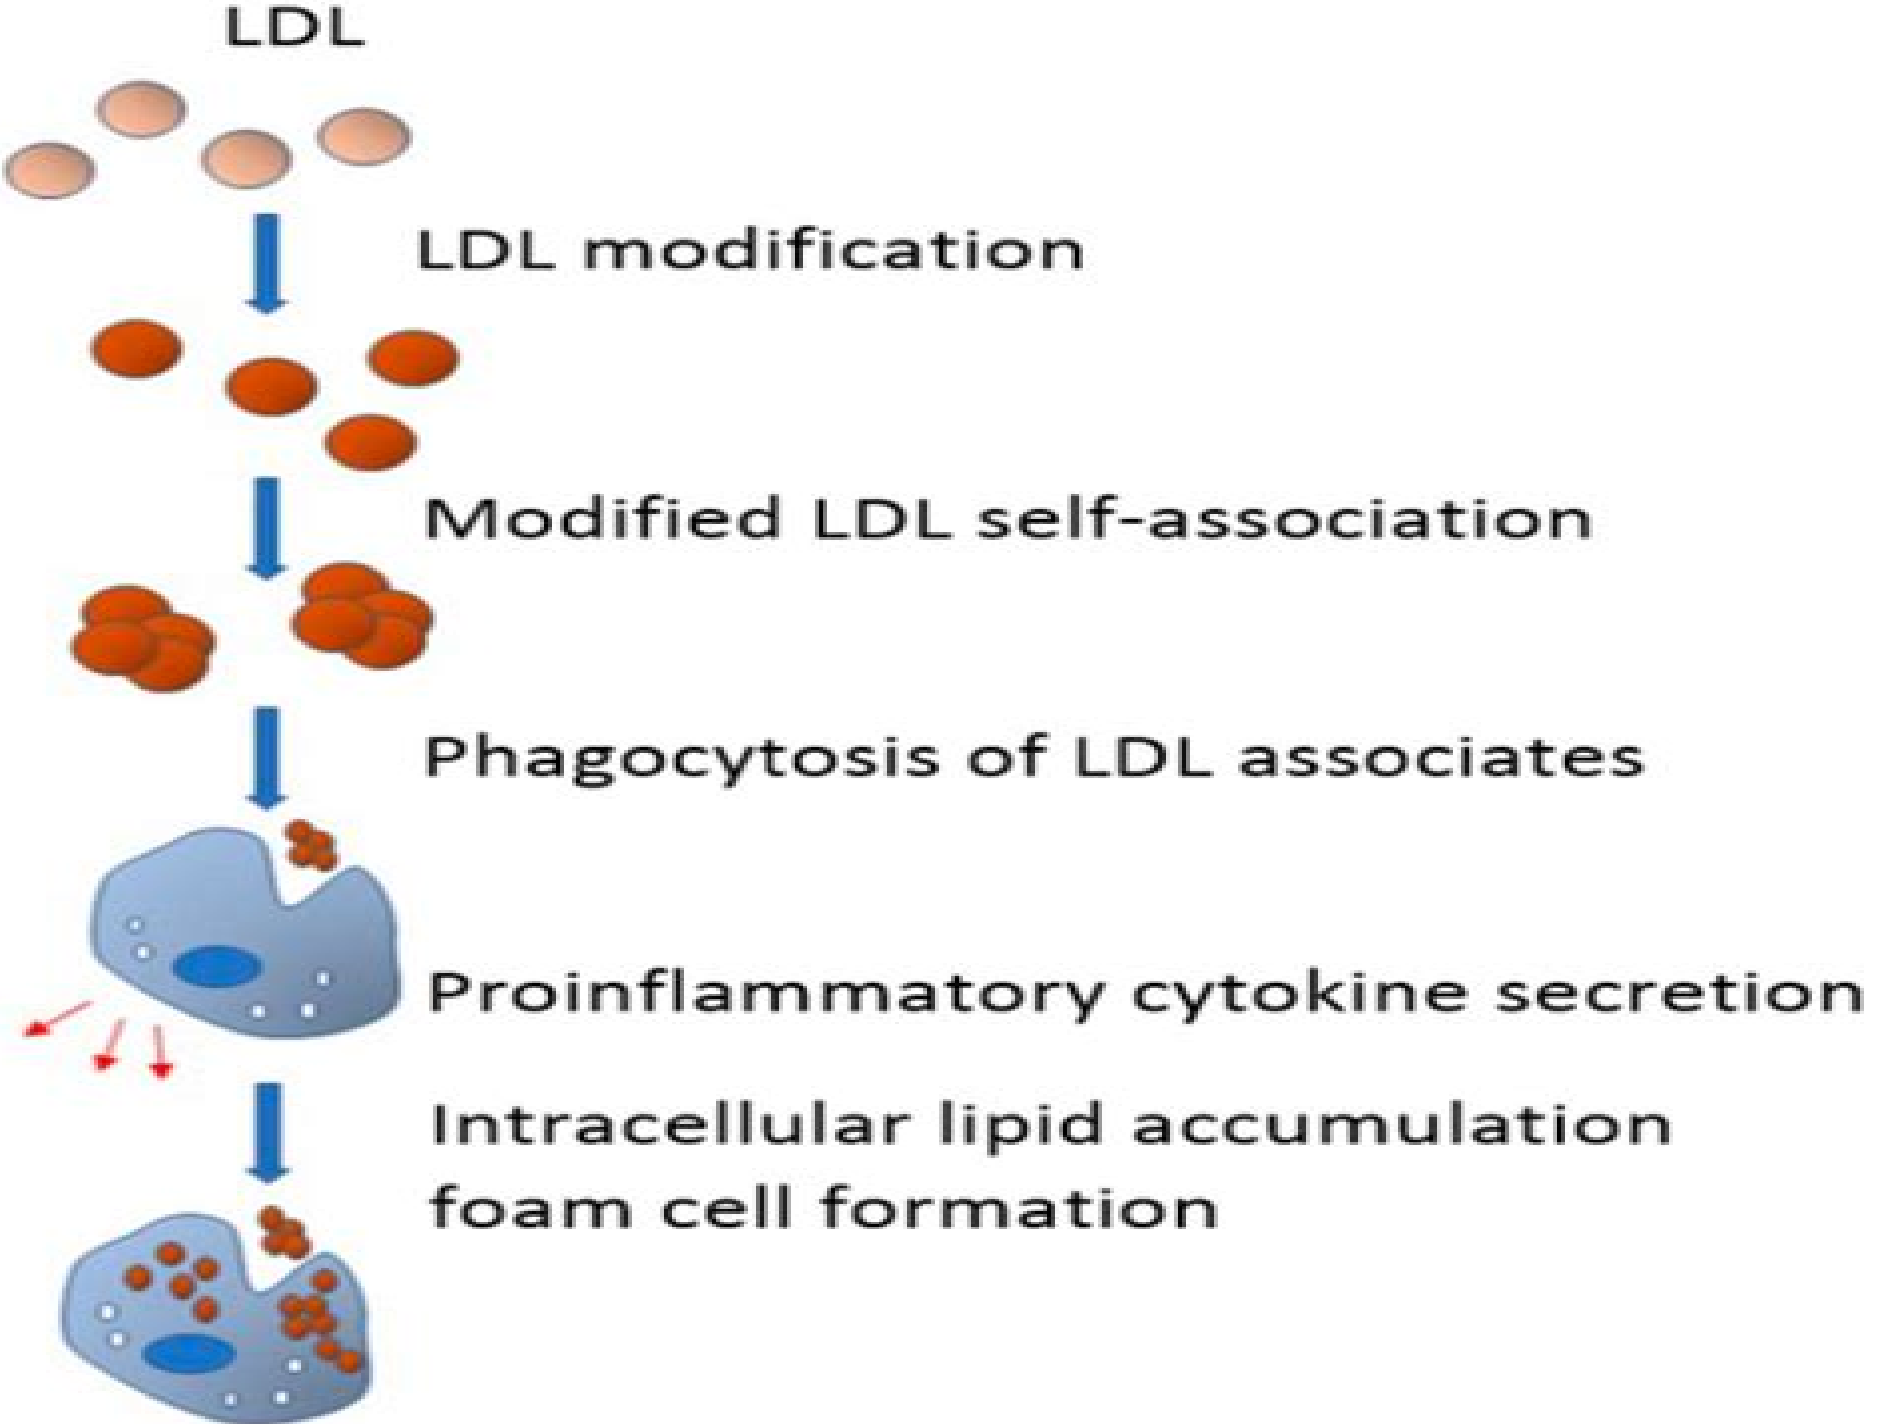 LDL
LDL modification
Modified LDL self-association
Phagocytosis of LDL associates
Proinflammatory cytokine secretion
Intracellular lipid accumulation
foam cell formation